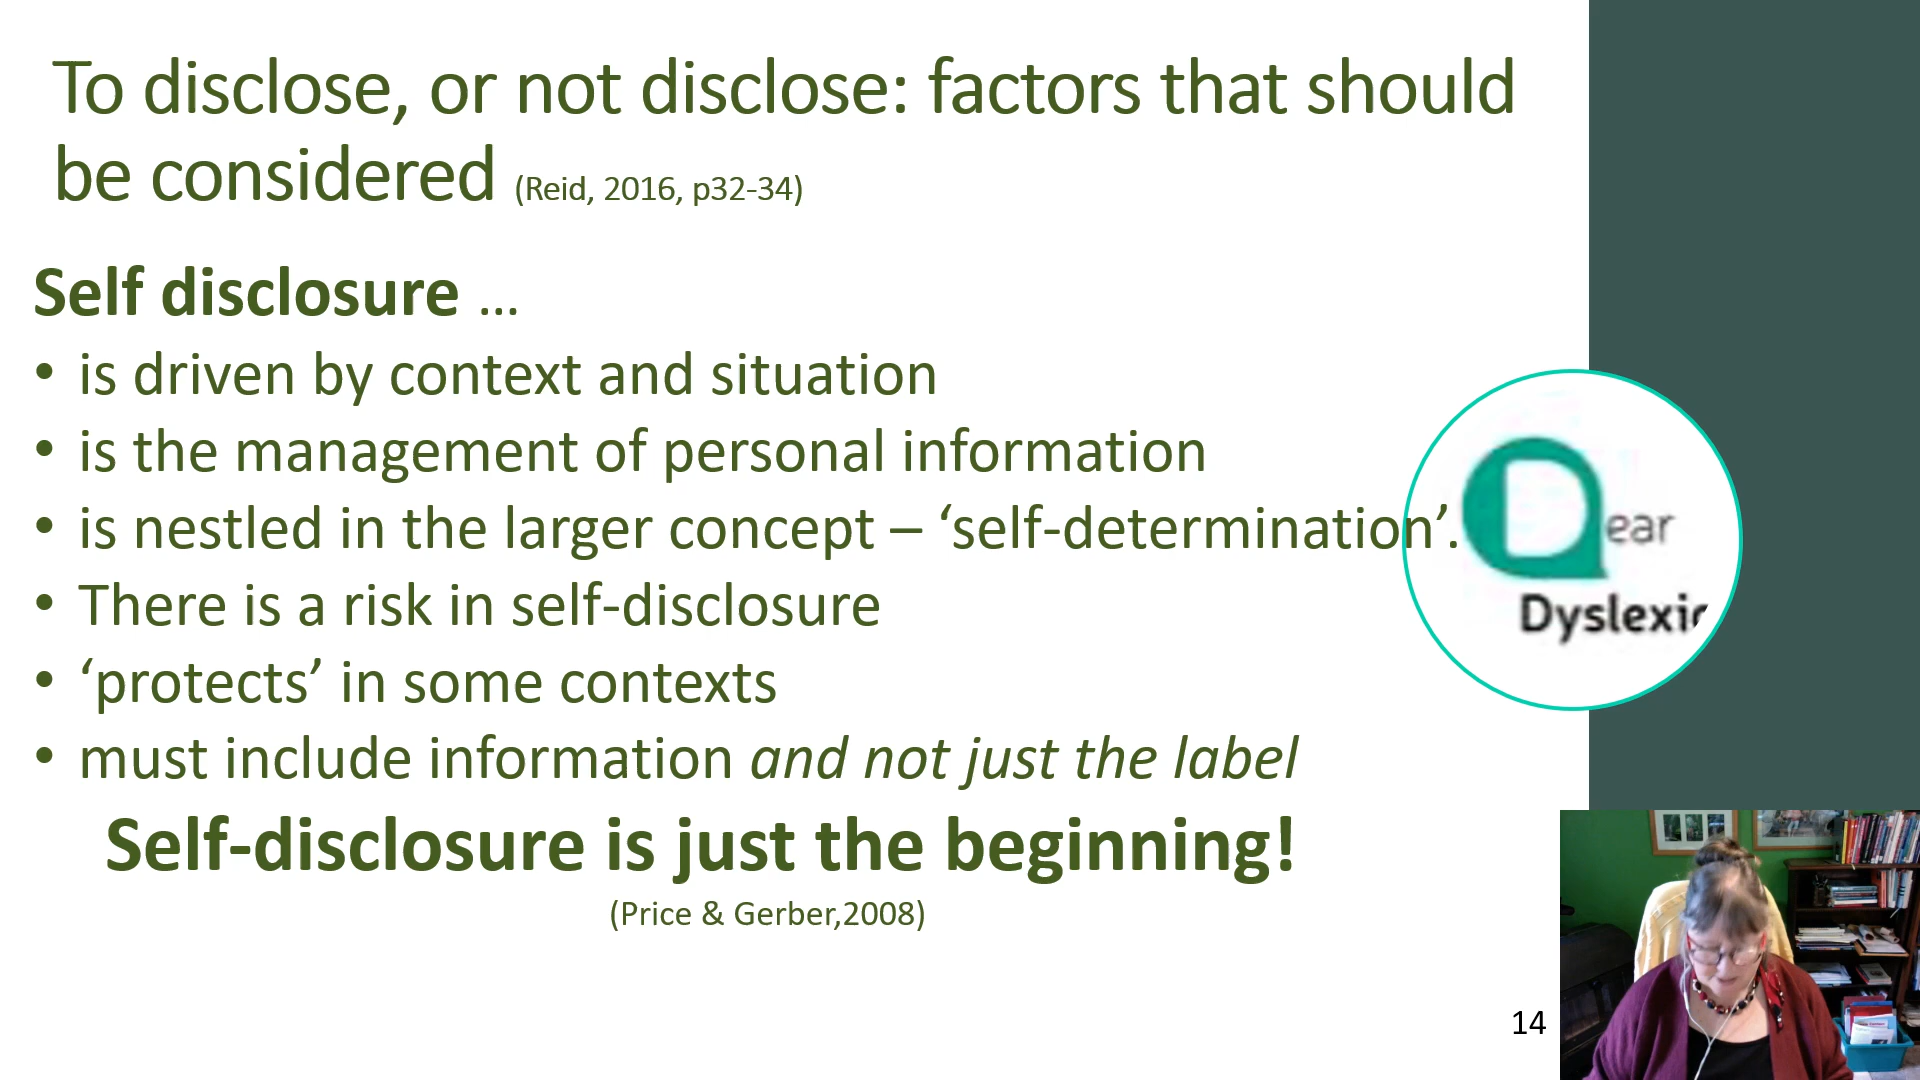 To disclose, or not disclose: factors that should
be considered (Reid, 2016, p32-34)
Self disclosure ...
• is driven by context and situation
• is the management of personal information
• is nestled in the larger concept – ‘self-determination’.
• There is a risk in self-disclosure
• ‘protects’ in some contexts
• must include information and not just the label
Self-disclosure is just the beginning!
(Price & Gerber,2008)
Dear
Dyslexic
14